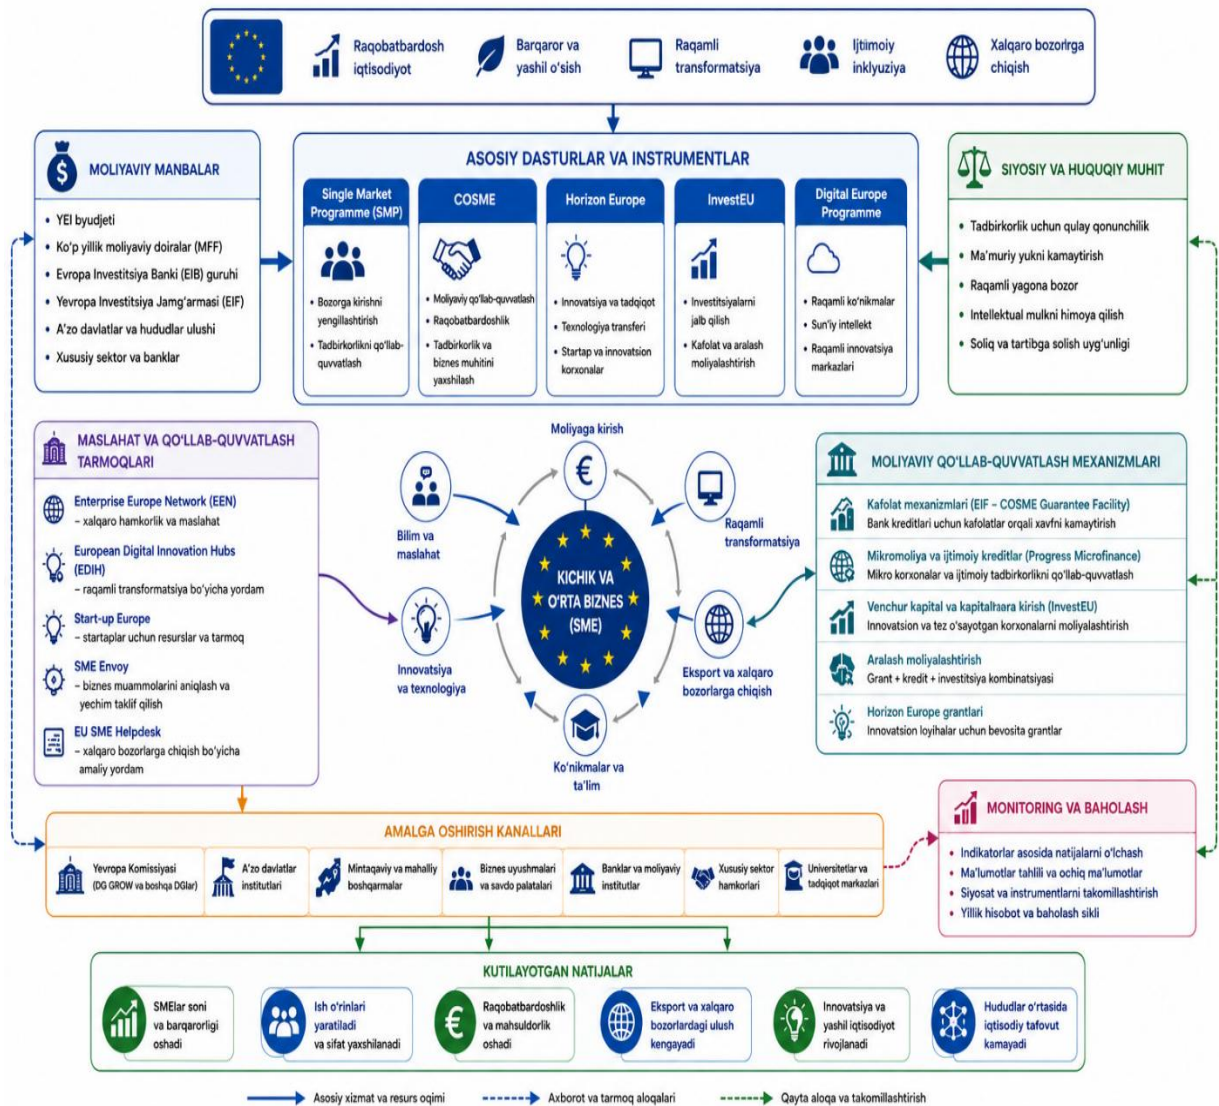 Raqobatbardosh
iqtisodiyot
Barqaror va
yashil o'sish
Raqamli
transformatsiya
Ijtimoiy
inklyuziya
Xalqaro bozorlrga
chiqish
MOLIYAVIY MANBALAR
• YEI byudjeti
• Ko'p yillik moliyaviy doiralar (MFF)
• Evropa Investitsiya Banki (EIB) guruhi
• Yevropa Investitsiya Jamg'armasi (EIF)
• A'zo davlatlar va hududlar ulushi
• Xususiy sektor va banklar
ASOSIY DASTURLAR VA INSTRUMENTLAR
Single Market
Programme (SMP)
• Bozorga kirishni
yengillashtirish
• Tadbirkorlikni qo'llab-
quvvatlash
COSME
• Moliyaviy qo'llab-quvvatlash
• Raqobatbardoshlik
• Tadbirkorlik va
biznes muhitini
yaxshilash
Horizon Europe
• Innovatsiya va tadqiqot
• Texnologiya transferi
• Startap va innovatsion
korxonalar
InvestEU
• Investitsiyalarni
jalb qilish
• Kafolat va aralash
moliyalashtirish
Digital Europe
Programme
• Raqamli ko'nikmalar
• Sun'iy intellekt
• Raqamli innovatsiya
markazlari
SIYOSIY VA HUQUQIY MUHIT
• Tadbirkorlik uchun qulay qonunchilik
• Ma'muriy yukni kamaytirish
• Raqamli yagona bozor
• Intellektual mulkni himoya qilish
• Soliq va tartibga solish uyg'unligi
MASLAHAT VA QO'LLAB-QUVVATLASH
TARMOQLARI
Enterprise Europe Network (EEN)
– xalqaro hamkorlik va maslahat
European Digital Innovation Hubs
(EDIH)
– raqamli transformatsiya bo'yicha yordam
Start-up Europe
– startaplar uchun resurslar va tarmoq
SME Envoy
– biznes muammolarini aniqlash va
yechim taklif qilish
EU SME Helpdesk
– xalqaro bozorlarga chiqish bo'yicha
amaliy yordam
Moliyaga kirish
Bilim va
maslahat
Raqamli
transformatsiya
KICHIK VA
O'RTA BIZNES
(SME)
Innovatsiya
va texnologiya
Eksport va xalqaro
bozorlarga chiqish
Ko'nikmalar va
ta'lim
MOLIYAVIY QO'LLAB-QUVVATLASH MEXANIZMLARI
Kafolat mexanizmlari (EIF – COSME Guarantee Facility)
Bank kreditlari uchun kafolatlar orqali xavfni kamaytirish
Mikromoliya va ijtimoiy kreditlar (Progress Microfinance)
Mikro korxonalar va ijtimoiy tadbirkorlikni qo'llab-quvvatlash
Venchur kapital va kirish (InvestEU)
Innovatsion va tez o'sayotgan korxonalarni moliyalashtirish
Aralash moliyalashtirish
Grant + kredit + investitsiya kombinatsiyasi
Horizon Europe grantlari
Innovatsion loyihalar uchun bevosita grantlar
AMALGA OSHIRISH KANALLARI
Yevropa Komissiyasi
(DG GROW va boshqa DGlar)
A'zo davlatlar
institutlari
Mintaqaviy va mahalliy
boshqarmalar
Biznes uyushmalari
va savdo palatalari
Banklar va moliyaviy
institutlar
Xususiy sektor
hamkorlari
Universitetlar va
tadqiqot markazlari
MONITORING VA BAHOLASH
• Indikatorlar asosida natijalarni o'lchash
• Ma'lumotlar tahlili va ochiq ma'lumotlar
• Siyosat va instrumentlarni takomillashtirish
• Yillik hisobot va baholash sikli
KUTILAYOTGAN NATIJALAR
SMElar soni
va barqarorligi
oshadi
Ish o'rinlari
yaratiladi
va sifat yaxshilanadi
Raqobatbardoshlik
va mahsuldorlik
oshadi
Eksport va xalqaro
bozorlardagi ulush
kengayadi
Innovatsiya va
yashil iqtisodiyot
rivojlanadi
Hududlar o'rtasida
iqtisodiy tafovut
kamayadi
Asosiy xizmat va resurs oqimi
Axborot va tarmoq aloqalari
Qayta aloqa va takomillashtirish